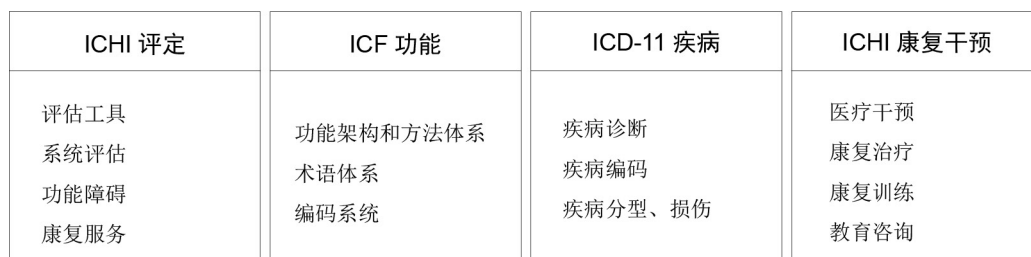 ICHI 评定
评估工具
系统评估
功能障碍
康复服务
ICF 功能
功能架构和方法体系
术语体系
编码系统
ICD-11 疾病
疾病诊断
疾病编码
疾病分型、损伤
ICHI 康复干预
医疗干预
康复治疗
康复训练
教育咨询